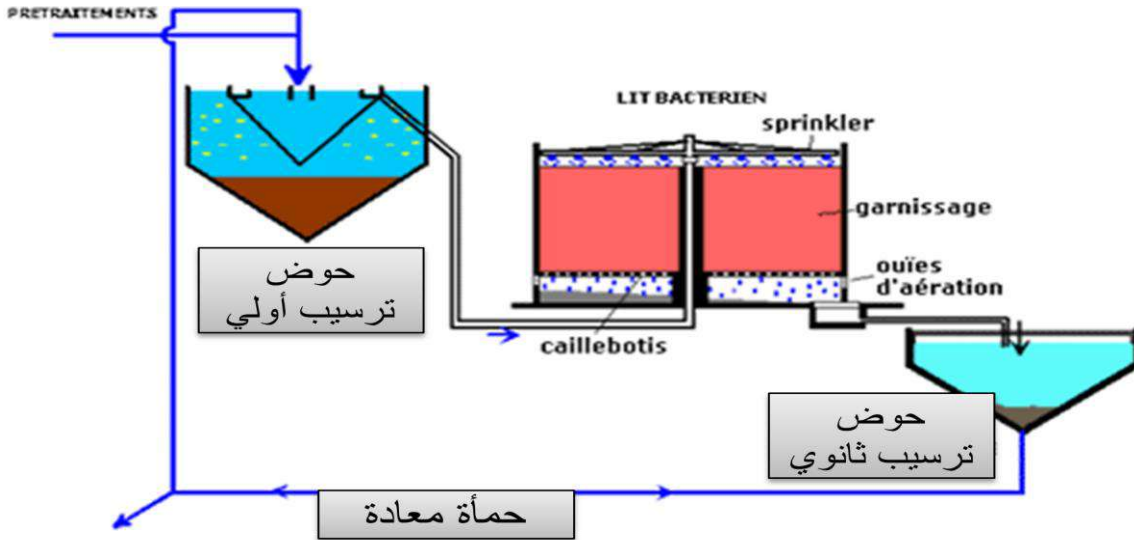 PRETRAITEMENTS
LIT BACTERIEN
sprinkler
garnissage
ouïes
d'aération
caillebotis
حوض
ترسيب أولي
حوض
ترسيب ثانوي
حمأة معادة